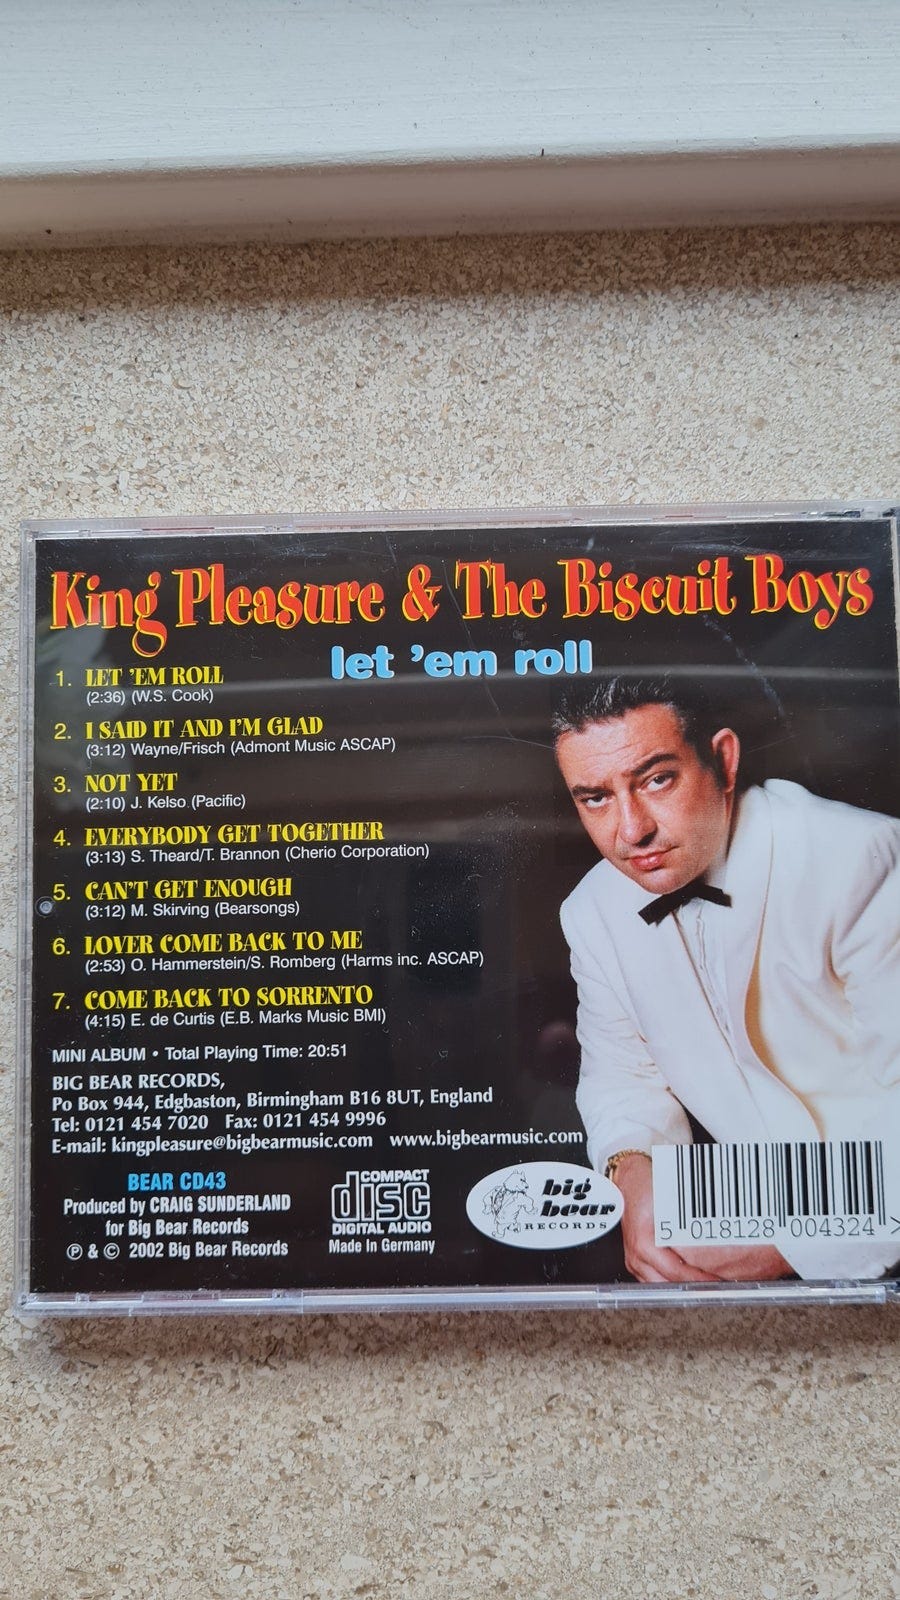 King Pleasure & The Biscuit Boys
let 'em roll
1. LET 'EM ROLL
(2:36) (W.S. Cook)
2. I SAID IT AND I'M GLAD
(3:12) Wayne/Frisch (Admont Music ASCAP)
3. NOT YET
(2:10) J. Kelso (Pacific)
4. EVERYBODY GET TOGETHER
(3:13) S. Theard/T. Brannon (Cherio Corporation)
5. CAN'T GET ENOUGH
(3:12) M. Skirving (Bearsongs)
6. LOVER COME BACK TO ME
(2:53) O. Hammerstein/S. Romberg (Harms inc. ASCAP)
7. COME BACK TO SORRENTO
(4:15) E. de Curtis (E.B. Marks Music BMI)
MINI ALBUM • Total Playing Time: 20:51
BIG BEAR RECORDS,
Po Box 944, Edgbaston, Birmingham B16 8UT, England
Tel: 0121 454 7020 Fax: 0121 454 9996
E-mail: kingpleasure@bigbearmusic.com www.bigbearmusic.com
BEAR CD43
Produced by CRAIG SUNDERLAND
for Big Bear Records
℗ & © 2002 Big Bear Records
COMPACT
disc
DIGITAL AUDIO
Made In Germany
big
bear
RECORDS
5 018128 004324 >